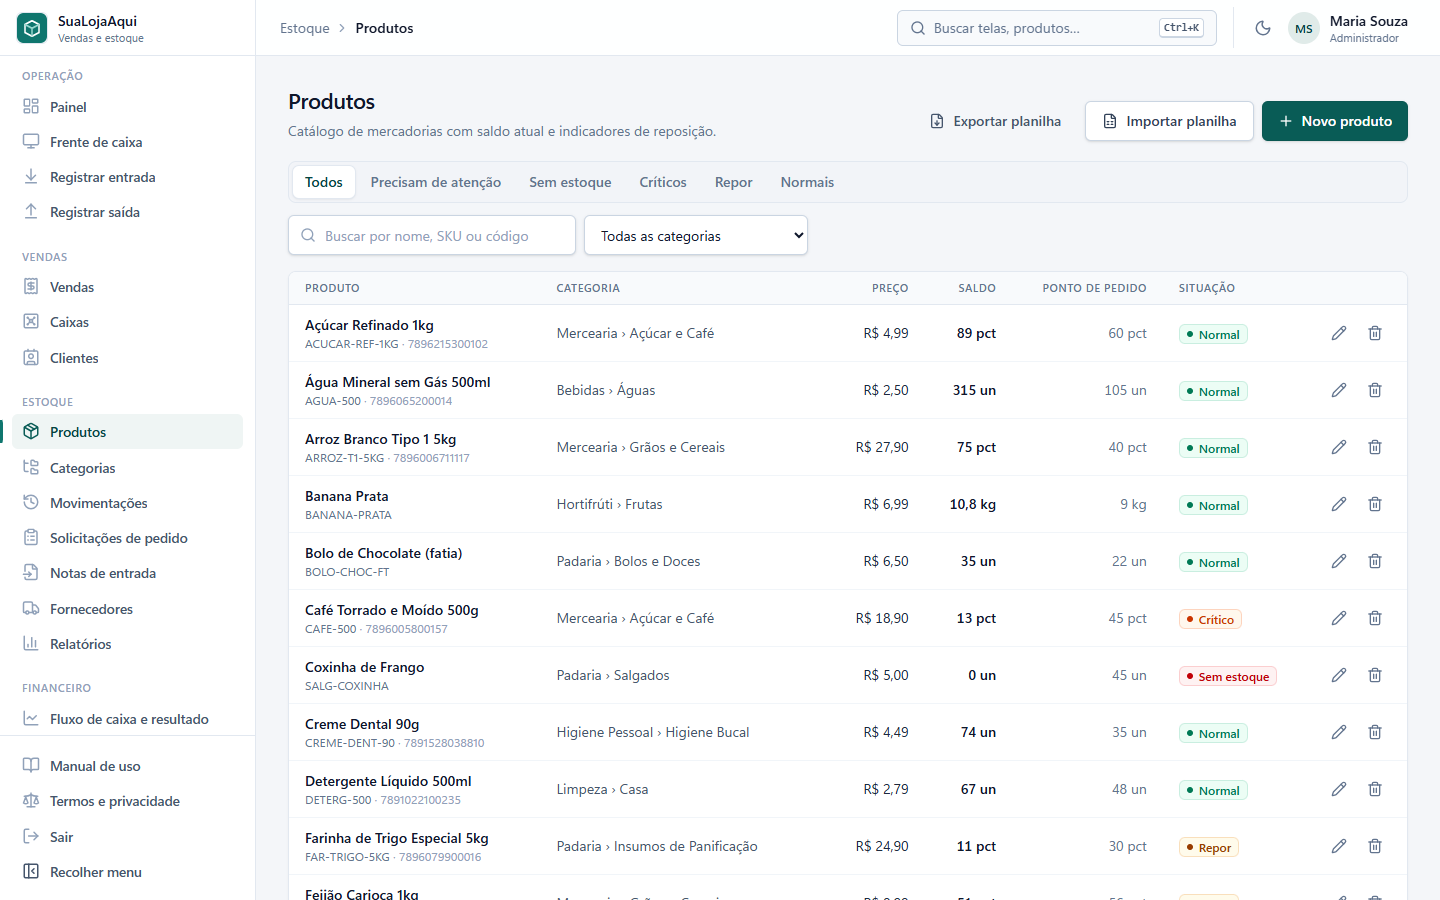 SuaLojaAqui
Vendas e estoque
Estoque > Produtos
Buscar telas, produtos...
Ctrl+K
MS
Maria Souza
Administrador
OPERAÇÃO
Painel
Frente de caixa
Registrar entrada
Registrar saída
VENDAS
Vendas
Caixas
Clientes
ESTOQUE
Produtos
Categorias
Movimentações
Solicitações de pedido
Notas de entrada
Fornecedores
Relatórios
FINANCEIRO
Fluxo de caixa e resultado
Manual de uso
Termos e privacidade
Sair
Recolher menu
Produtos
Catálogo de mercadorias com saldo atual e indicadores de reposição.
Exportar planilha
Importar planilha
Novo produto
Todos Precisam de atenção Sem estoque Críticos Repor Normais
Buscar por nome, SKU ou código
Todas as categorias
PRODUTO CATEGORIA PREÇO SALDO PONTO DE PEDIDO SITUAÇÃO
Açúcar Refinado 1kg
ACUCAR-REF-1KG · 7896215300102
Mercearia › Açúcar e Café R$ 4,99 89 pct 60 pct Normal
Água Mineral sem Gás 500ml
AGUA-500 · 7896065200014
Bebidas › Águas R$ 2,50 315 un 105 un Normal
Arroz Branco Tipo 1 5kg
ARROZ-T1-5KG · 7896006711117
Mercearia › Grãos e Cereais R$ 27,90 75 pct 40 pct Normal
Banana Prata
BANANA-PRATA
Hortifrúti › Frutas R$ 6,99 10,8 kg 9 kg Normal
Bolo de Chocolate (fatia)
BOLO-CHOC-FT
Padaria › Bolos e Doces R$ 6,50 35 un 22 un Normal
Café Torrado e Moído 500g
CAFE-500 · 7896005800157
Mercearia › Açúcar e Café R$ 18,90 13 pct 45 pct Crítico
Coxinha de Frango
SALG-COXINHA
Padaria › Salgados R$ 5,00 0 un 45 un Sem estoque
Creme Dental 90g
CREME-DENT-90 · 7891528038810
Higiene Pessoal › Higiene Bucal R$ 4,49 74 un 35 un Normal
Detergente Líquido 500ml
DETERG-500 · 7891022100235
Limpeza › Casa R$ 2,79 67 un 48 un Normal
Farinha de Trigo Especial 5kg
FAR-TRIGO-5KG · 7896079900016
Padaria › Insumos de Panificação R$ 24,90 11 pct 30 pct Repor
Feijão Carioca 1kg